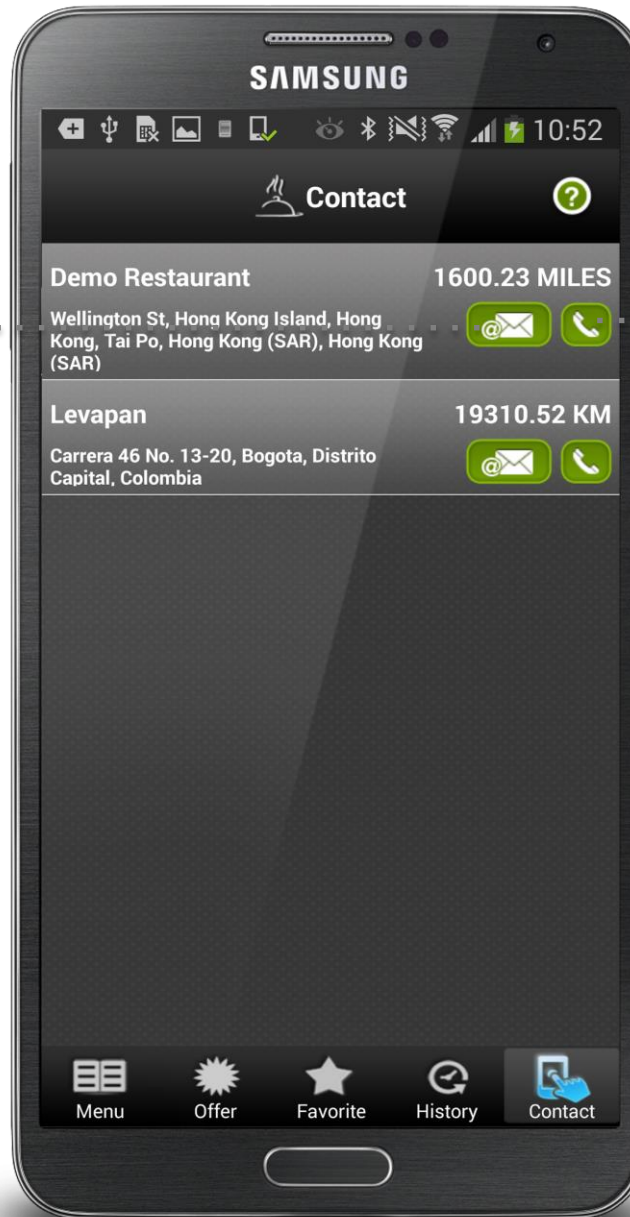 SAMSUNG
10:52
Contact
?
Demo Restaurant
1600.23 MILES
Wellington St, Hong Kong Island, Hong
Kong, Tai Po, Hong Kong (SAR), Hong Kong
(SAR)
@
Levapan
19310.52 KM
Carrera 46 No. 13-20, Bogota, Distrito
Capital, Colombia
@
Menu
Offer
Favorite
History
Contact